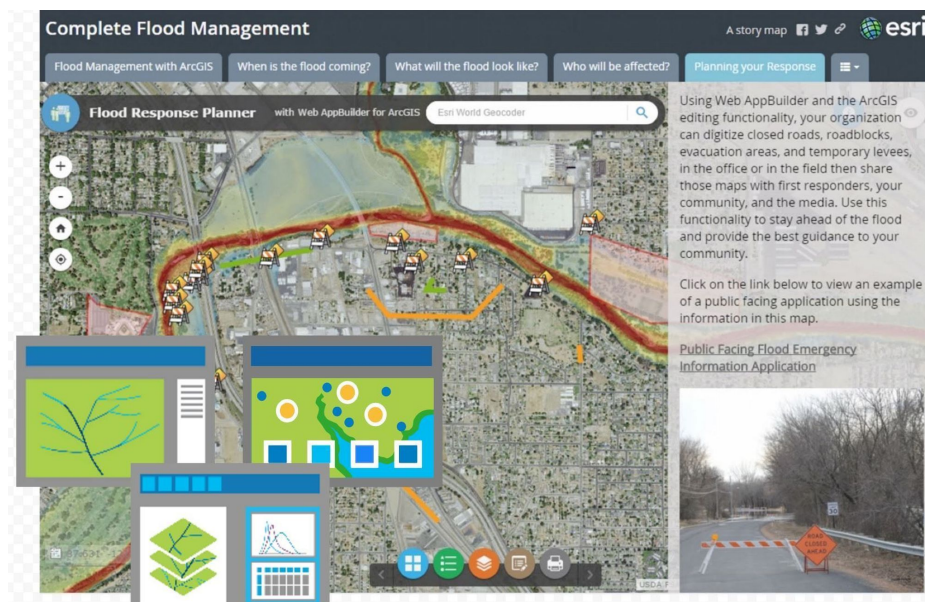 Complete Flood Management
A story map
esri
Flood Management with ArcGIS
When is the flood coming?
What will the flood look like?
Who will be affected?
Planning your Response
Flood Response Planner
with Web AppBuilder for ArcGIS
Esri World Geocoder
Using Web AppBuilder and the ArcGIS
editing functionality, your organization
can digitize closed roads, roadblocks,
evacuation areas, and temporary levees,
in the office or in the field then share
those maps with first responders, your
community, and the media. Use this
functionality to stay ahead of the flood
and provide the best guidance to your
community.
Click on the link below to view an example
of a public facing application using the
information in this map.
Public Facing Flood Emergency
Information Application
SPEED
30
ROAD
CLOSED
AHEAD
USDA F